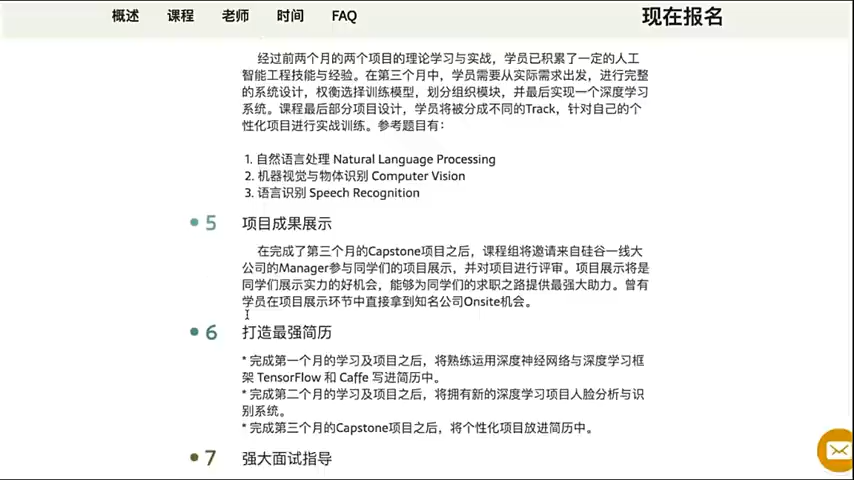 概述 课程 老师 时间 FAQ 现在报名
经过前两个月的两个项目的理论学习与实战，学员已积累了一定的人工
智能工程技能与经验。在第三个月中，学员需要从实际需求出发，进行完整
的系统设计，权衡选择训练模型，划分组织模块，并最后实现一个深度学习
系统。课程最后部分项目设计，学员将被分成不同的Track，针对自己的个
性化项目进行实战训练。参考题目有：
1. 自然语言处理 Natural Language Processing
2. 机器视觉与物体识别 Computer Vision
3. 语言识别 Speech Recognition
5 项目成果展示
在完成了第三个月的Capstone项目之后，课程组将邀请来自硅谷一线大
公司的Manager参与同学们的项目展示，并对项目进行评审。项目展示将是
同学们展示实力的好机会，能够为同学们的求职之路提供最强大助力。曾有
学员在项目展示环节中直接拿到知名公司Onsite机会。
6 打造最强简历
* 完成第一个月的学习及项目之后，将熟练运用深度神经网络与深度学习框
架 TensorFlow 和 Caffe 写进简历中。
* 完成第二个月的学习及项目之后，将拥有新的深度学习项目人脸分析与识
别系统。
* 完成第三个月的Capstone项目之后，将个性化项目放进简历中。
7 强大面试指导